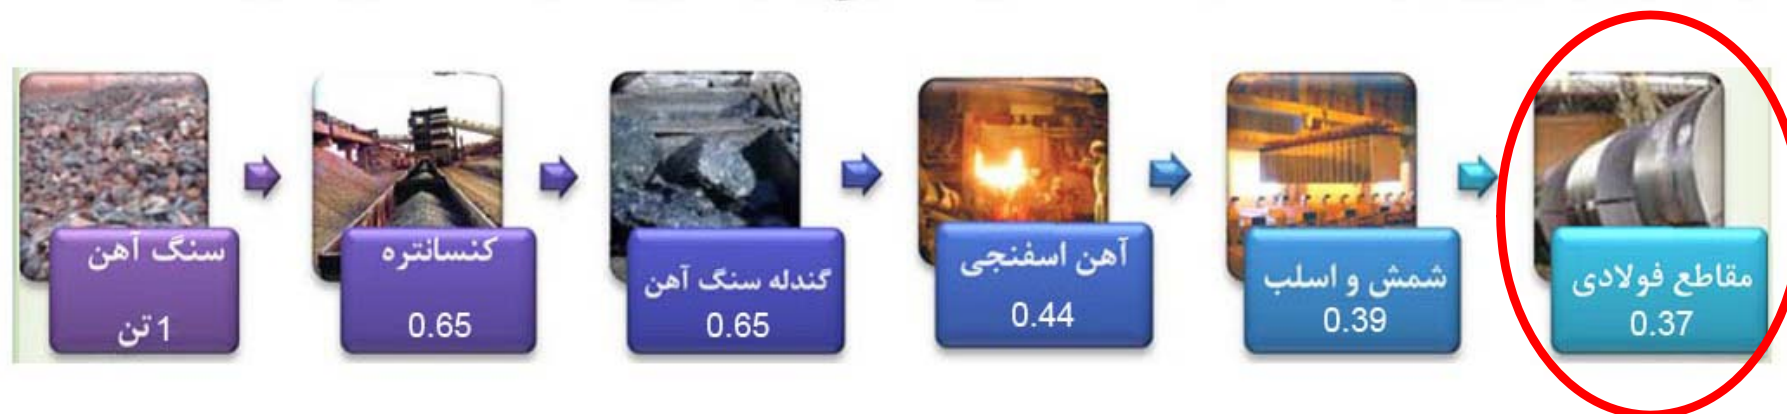 سنگ آهن
1 تن
کنسانتره
0.65
گندله سنگ آهن
0.65
آهن اسفنجی
0.44
شمش و اسلب
0.39
مقاطع فولادی
0.37